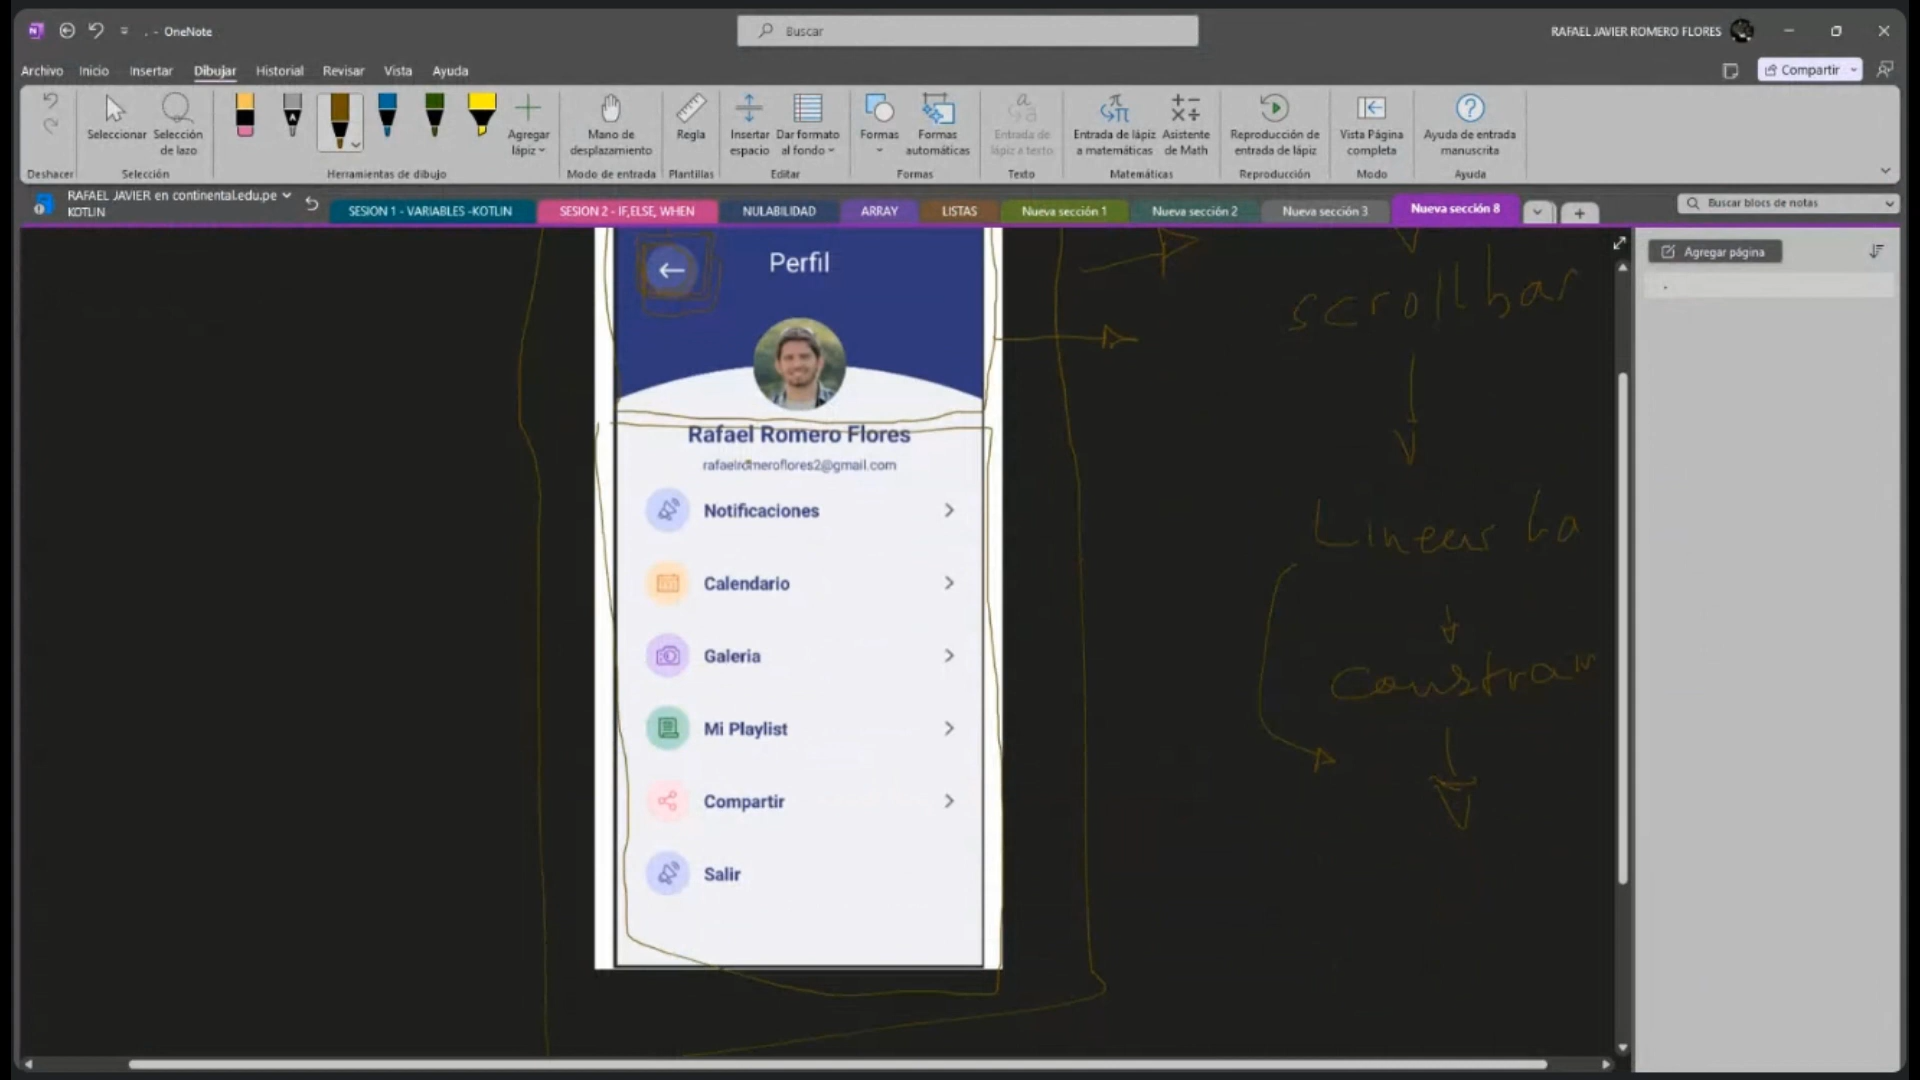 . - OneNote
Buscar
RAFAEL JAVIER ROMERO FLORES
Archivo Inicio Insertar Dibujar Historial Revisar Vista Ayuda
Compartir
Seleccionar
Selección de lazo
Agregar lápiz
Mano de desplazamiento
Regla
Insertar espacio
Dar formato al fondo
Formas
Formas automáticas
Entrada de lápiz a texto
Entrada de lápiz a matemáticas
Asistente de Math
Reproducción de entrada de lápiz
Vista Página completa
Ayuda de entrada manuscrita
Deshacer Selección Herramientas de dibujo Modo de entrada Plantillas Editar Formas Texto Matemáticas Reproducción Modo Ayuda
RAFAEL JAVIER en continental.edu.pe
KOTLIN
SESION 1 - VARIABLES -KOTLIN SESION 2 - IF,ELSE, WHEN NULABILIDAD ARRAY LISTAS Nueva sección 1 Nueva sección 2 Nueva sección 3 Nueva sección 8
Buscar blocs de notas
Agregar página
.
Perfil
Rafael Romero Flores
rafaelromeroflores2@gmail.com
Notificaciones
Calendario
Galeria
Mi Playlist
Compartir
Salir
scrollbar
Linear La
Constrain